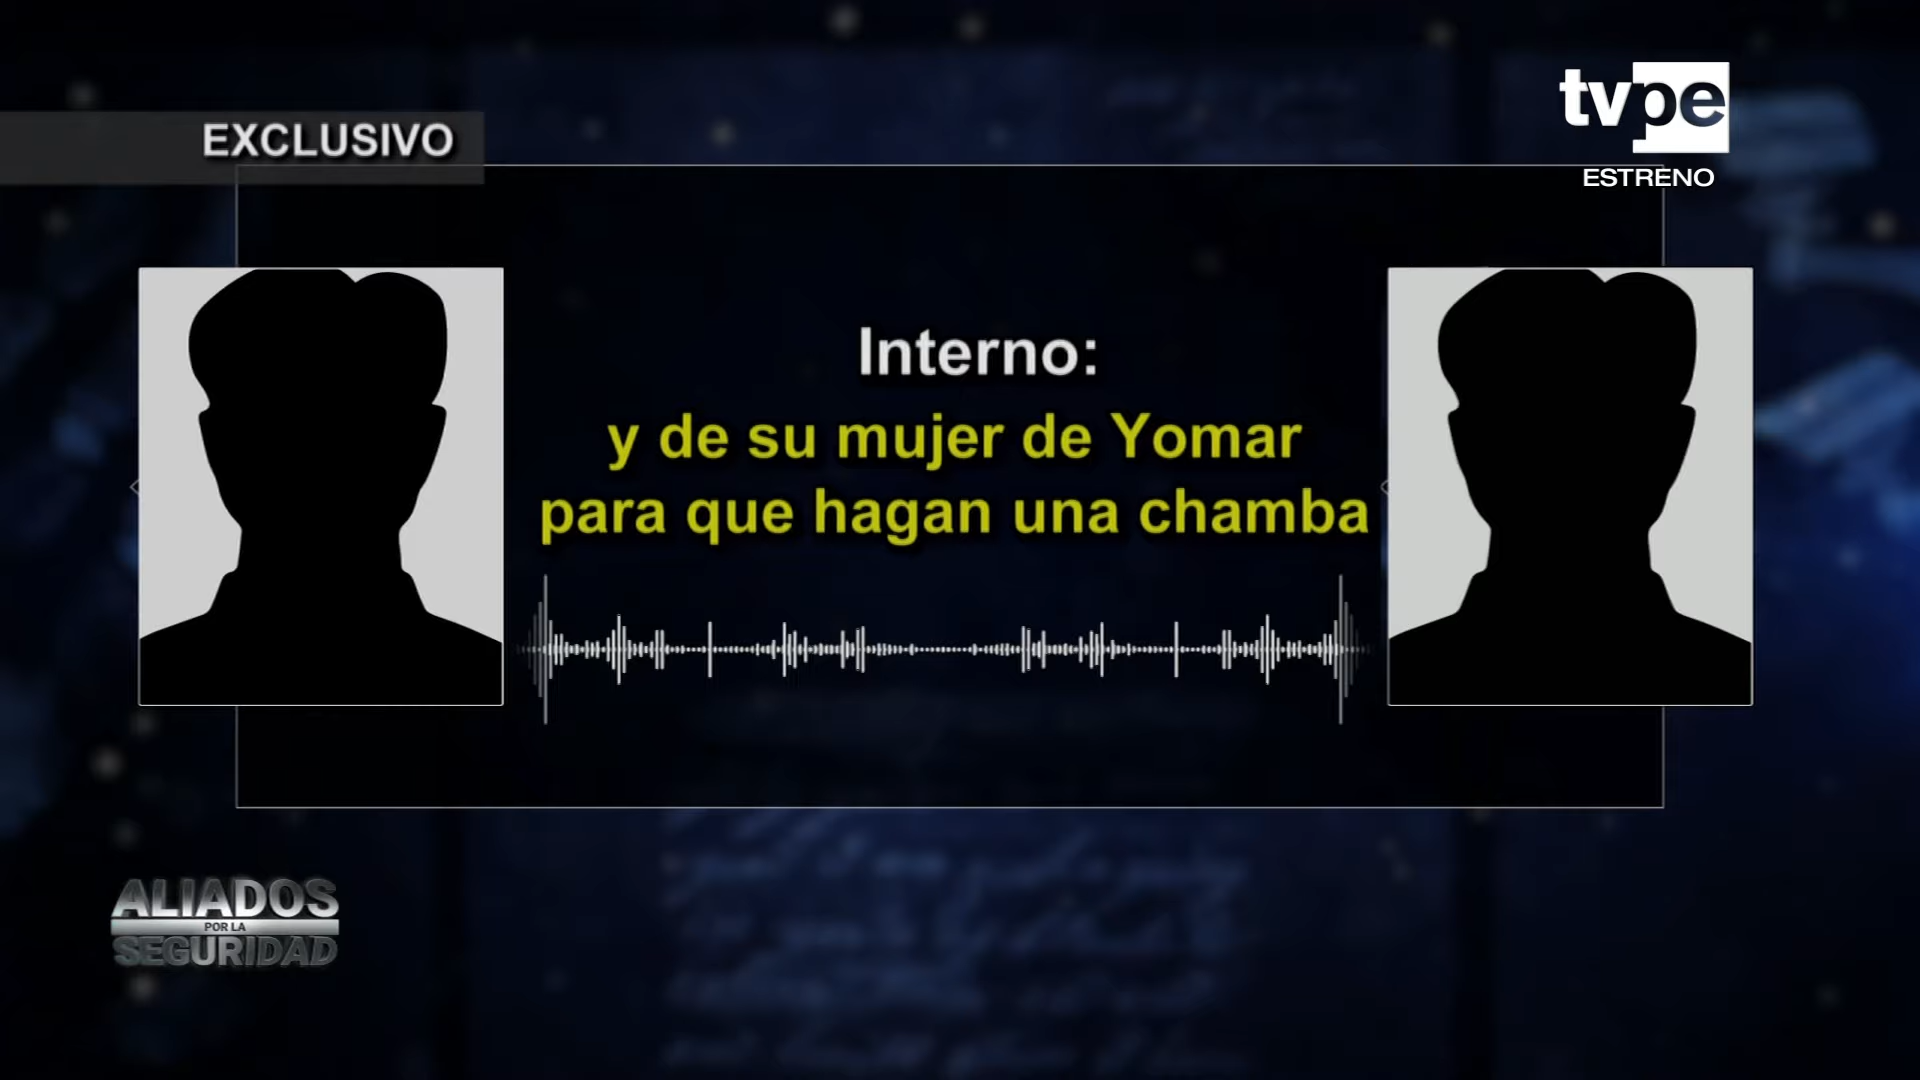 EXCLUSIVO
tvpe
ESTRENO
Interno:
y de su mujer de Yomar
para que hagan una chamba
ALIADOS
POR LA
SEGURIDAD